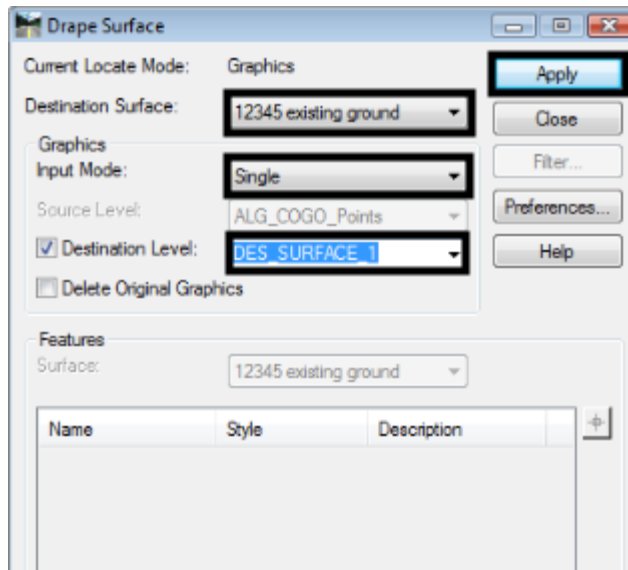 Drape Surface
Current Locate Mode: Graphics
Apply
Destination Surface: 12345 existing ground
Close
Graphics
Input Mode: Single
Filter...
Source Level: ALG_COGO_Points
Preferences...
Destination Level: DES_SURFACE_1
Help
Delete Original Graphics
Features
Surface: 12345 existing ground
Name Style Description